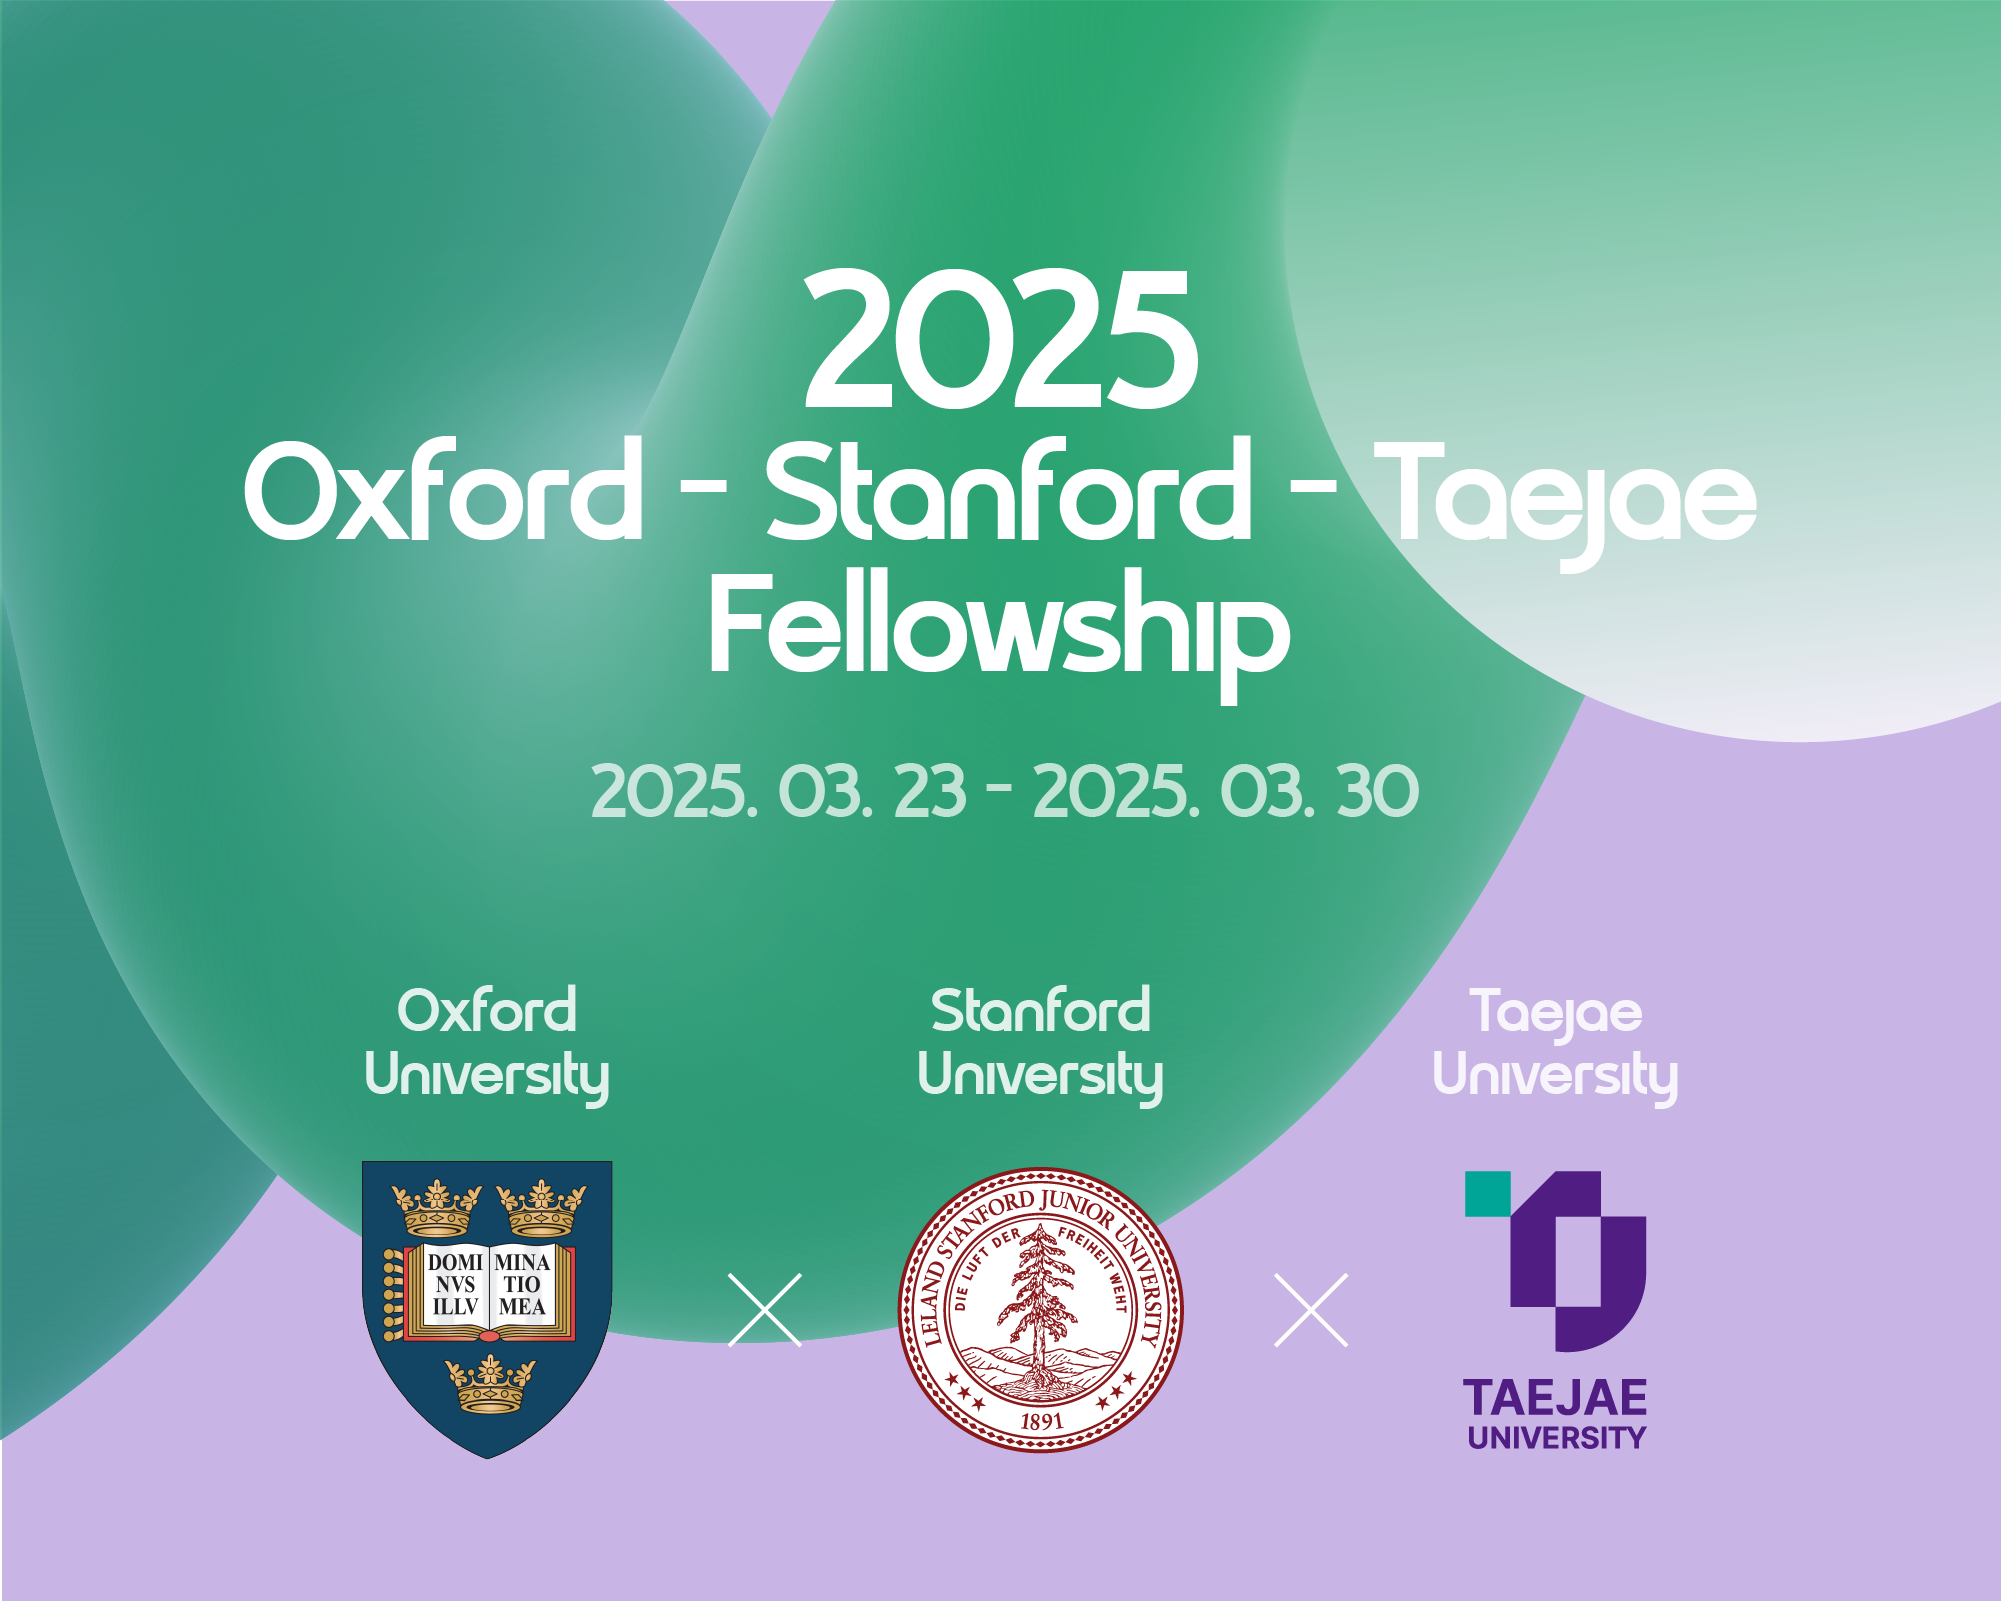 2025
Oxford - Stanford - Taejae
Fellowship
2025. 03. 23 - 2025. 03. 30
Oxford
University
Stanford
University
Taejae
University
DOMI MINA
NVS TIO
ILLV MEA
LELAND STANFORD JUNIOR UNIVERSITY
DIE LUFT DER FREIHEIT WEHT
1891
TAEJAE
UNIVERSITY